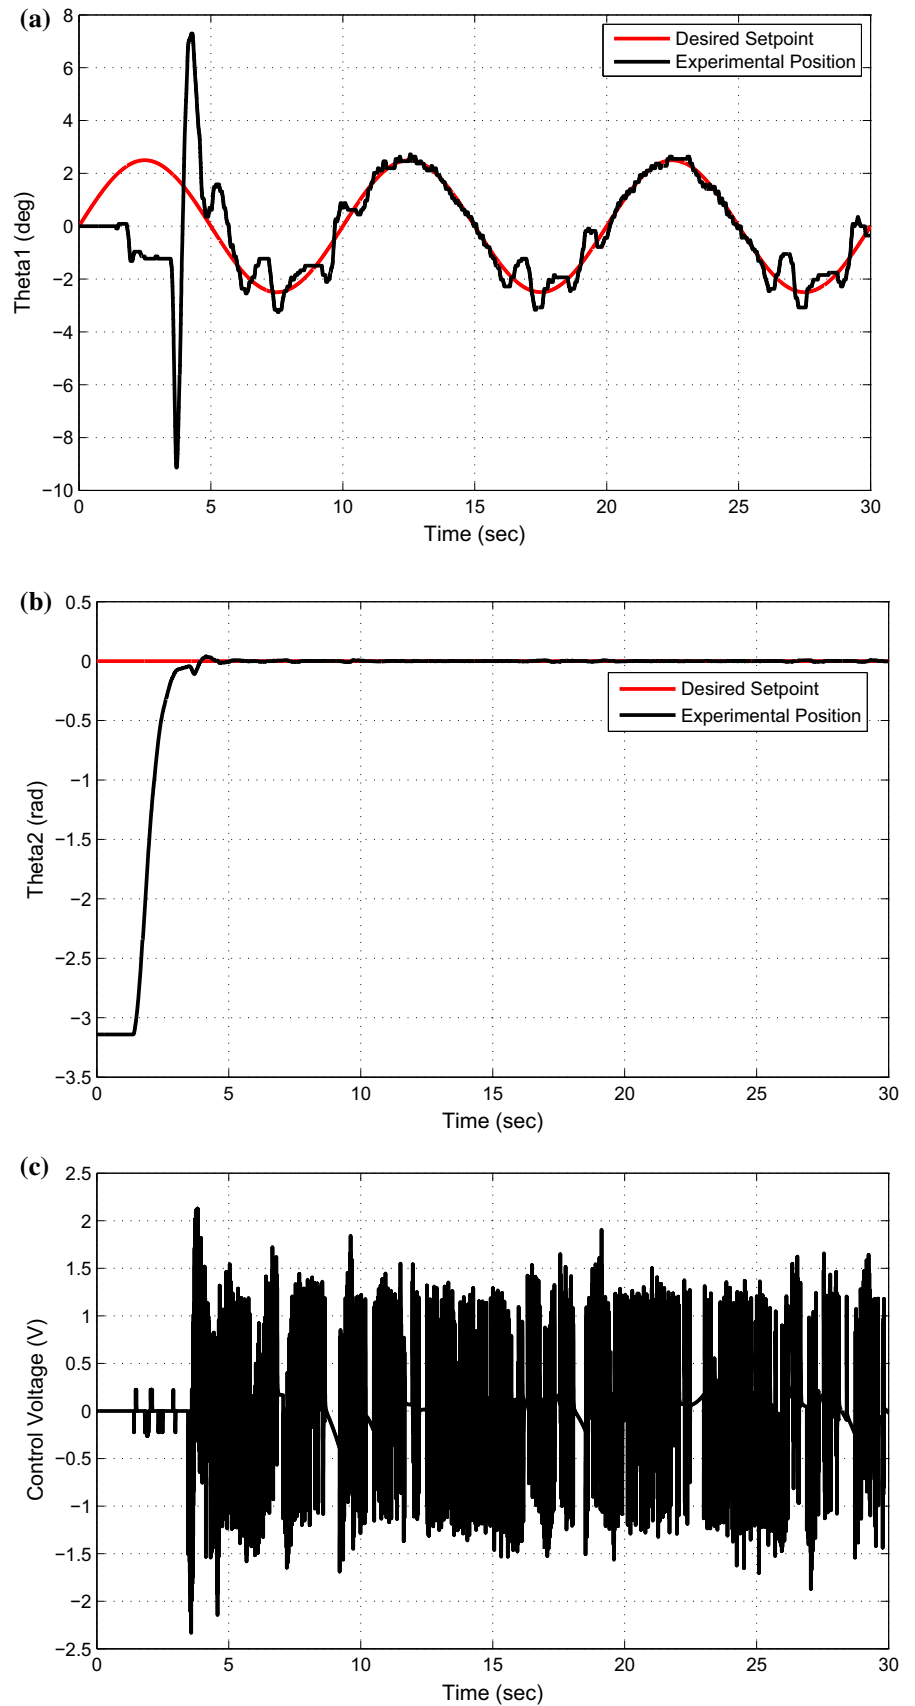 (a)
8
6
4
2
0
−2
−4
−6
−8
−10
Theta1 (deg)
Desired Setpoint
Experimental Position
0 5 10 15 20 25 30
Time (sec)
(b)
0.5
0
−0.5
−1
−1.5
−2
−2.5
−3
−3.5
Theta2 (rad)
Desired Setpoint
Experimental Position
0 5 10 15 20 25 30
Time (sec)
(c)
2.5
2
1.5
1
0.5
0
−0.5
−1
−1.5
−2
−2.5
Control Voltage (V)
0 5 10 15 20 25 30
Time (sec)